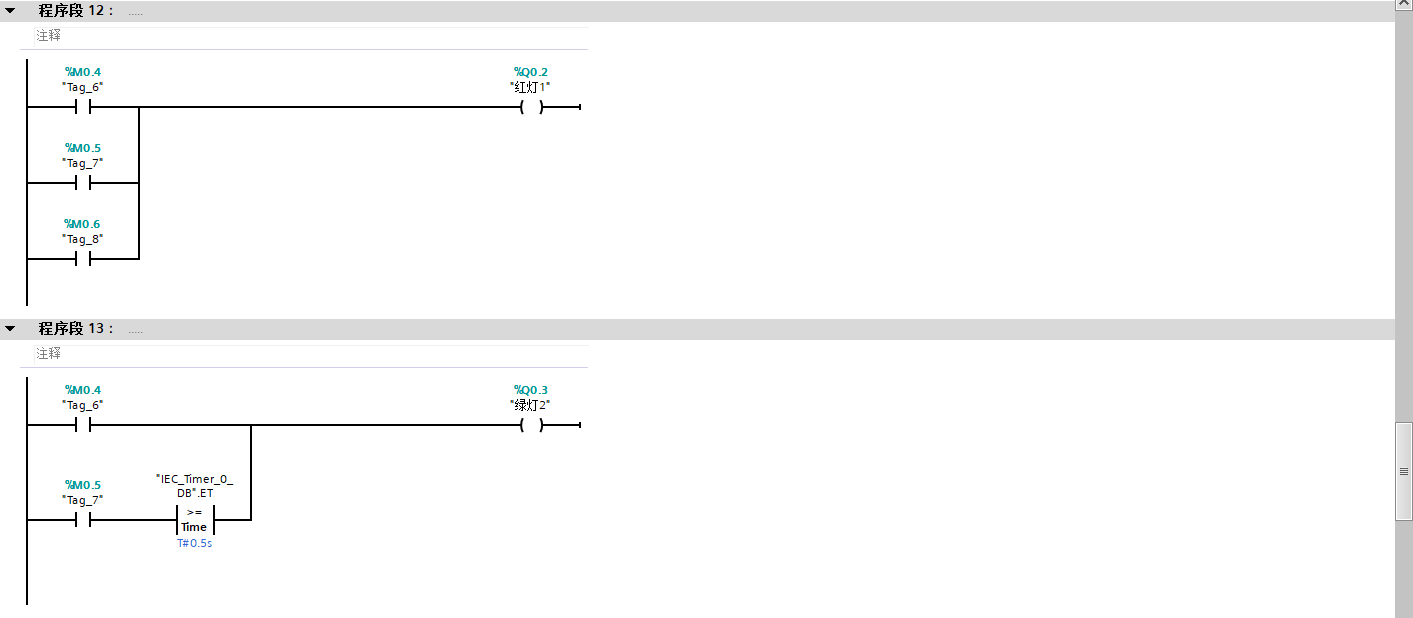 程序段 12： .....
注释
%M0.4
"Tag_6"
%Q0.2
"红灯1"
%M0.5
"Tag_7"
%M0.6
"Tag_8"
程序段 13： .....
注释
%M0.4
"Tag_6"
%Q0.3
"绿灯2"
%M0.5
"Tag_7"
"IEC_Timer_0_
DB".ET
>=
Time
T#0.5s